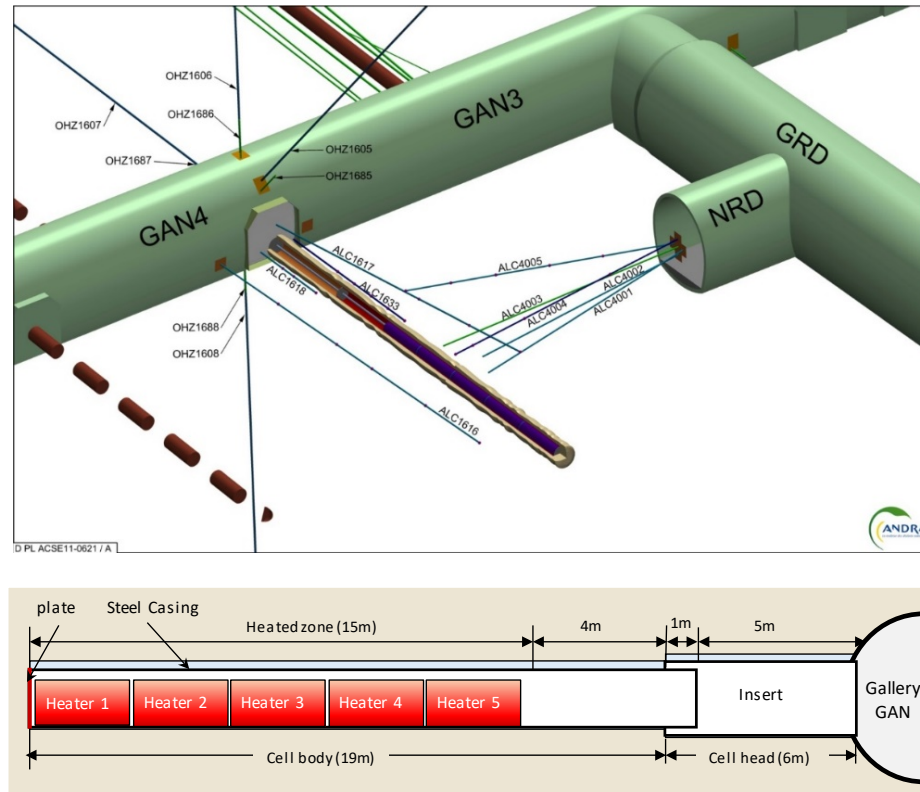 OHZ1606
GAN3
OHZ1607
OHZ1686
GRD
OHZ1605
OHZ1687
OHZ1685
NRD
GAN4
ALC1617
ALC4005
ALC1618
ALC1633
ALC4002
ALC4003
ALC4004
ALC4001
OHZ1688
OHZ1608
ALC1616
D PL ACSE11-0621 / A
ANDR
plate
Steel Casing
Heated zone (15m)
4m
1m
5m
Heater 1
Heater 2
Heater 3
Heater 4
Heater 5
Insert
Gallery
GAN
Cell body (19m)
Cell head (6m)